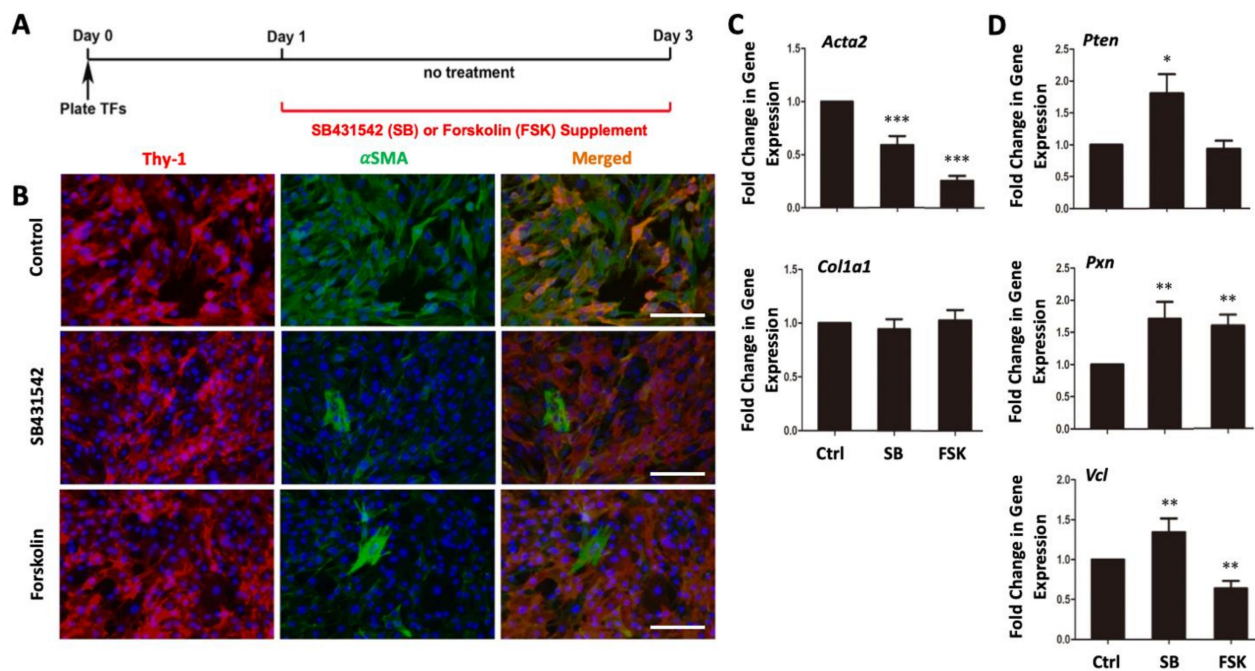 A
Day 0
Day 1
Day 3
no treatment
Plate TFs
SB431542 (SB) or Forskolin (FSK) Supplement
B
Thy-1
αSMA
Merged
Control
SB431542
Forskolin
C
Acta2
Fold Change in Gene
Expression
1.5
1.0
0.5
0.0
***
***
Col1a1
Fold Change in Gene
Expression
1.5
1.0
0.5
0.0
Ctrl
SB
FSK
D
Pten
Fold Change in Gene
Expression
2.5
2.0
1.5
1.0
0.5
0.0
*
Pxn
Fold Change in Gene
Expression
2.5
2.0
1.5
1.0
0.5
0.0
**
**
Vcl
Fold Change in Gene
Expression
2.0
1.5
1.0
0.5
0.0
**
**
Ctrl
SB
FSK